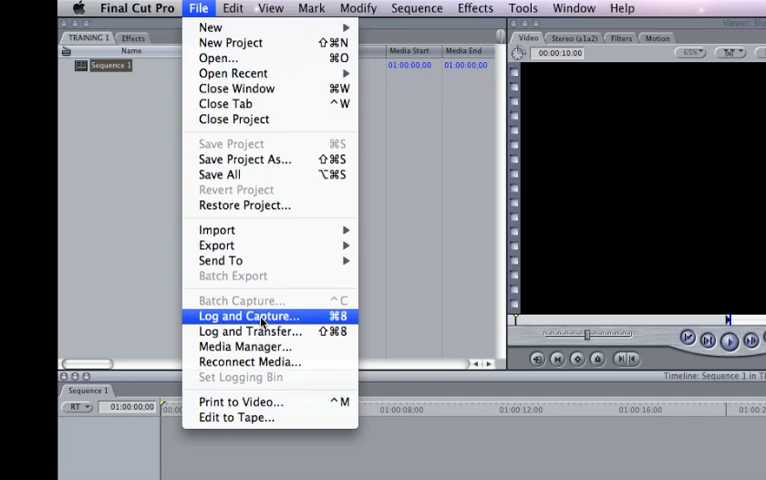 Final Cut Pro File Edit View Mark Modify Sequence Effects Tools Window Help
TRAINING 1 Effects
Name Media Start Media End
Sequence 1 01:00:00;00 01:00:00;00
New
New Project ⇧⌘N
Open... ⌘O
Open Recent
Close Window ⌘W
Close Tab ^W
Close Project
Save Project ⌘S
Save Project As... ⇧⌘S
Save All ⌥⌘S
Revert Project
Restore Project...
Import
Export
Send To
Batch Export
Batch Capture... ^C
Log and Capture... ⌘8
Log and Transfer... ⇧⌘8
Media Manager...
Reconnect Media...
Set Logging Bin
Print to Video... ^M
Edit to Tape...
Video Stereo (a1a2) Filters Motion
00:00:10:00
Timeline: Sequence 1 in T
Sequence 1
RT 01:00:00;00 01:00:08;00 01:00:12;00 01:00:16;00